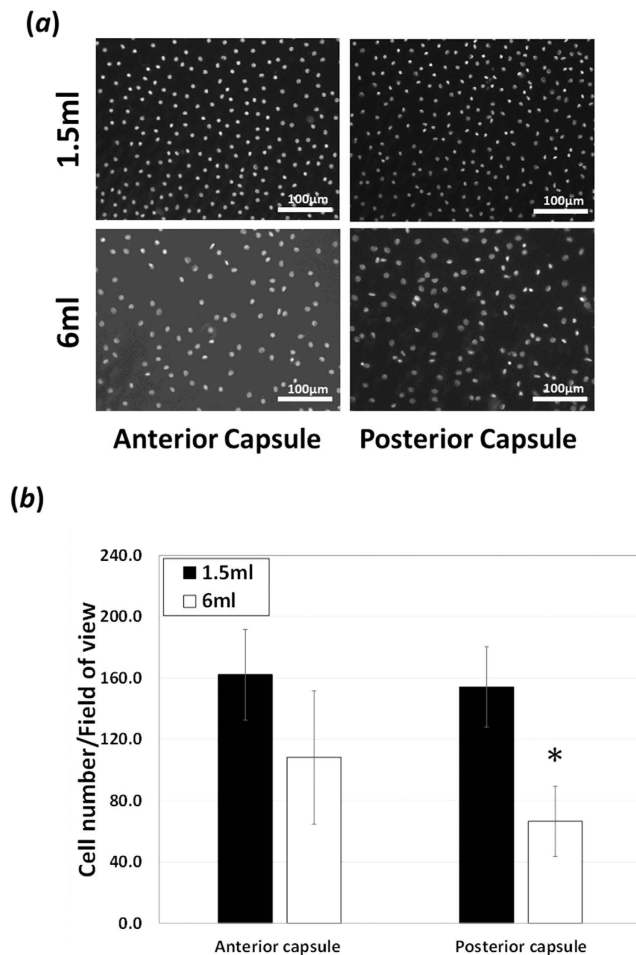 (a)
1.5ml
100µm
100µm
6ml
100µm
100µm
Anterior Capsule
Posterior Capsule
(b)
Cell number/Field of view
240.0
200.0
160.0
120.0
80.0
40.0
0.0
1.5ml
6ml
*
Anterior capsule
Posterior capsule